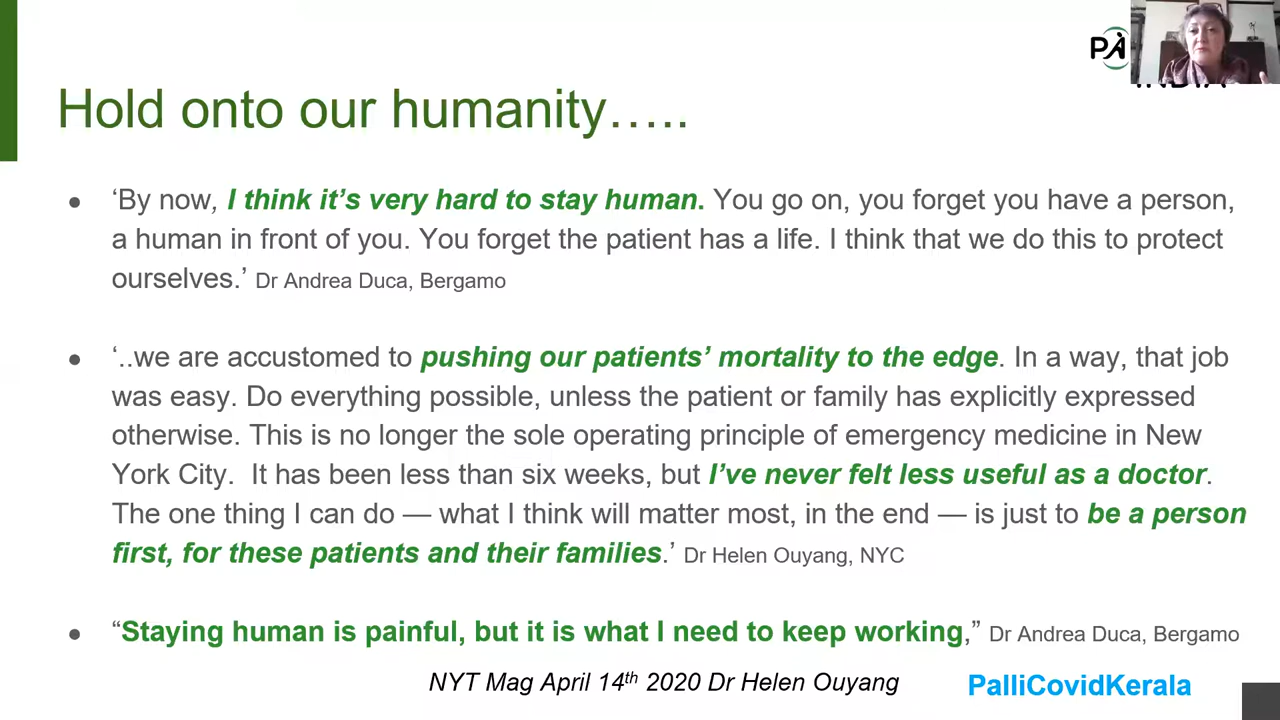 PA
INDIA
Hold onto our humanity…..
• ‘By now, I think it’s very hard to stay human. You go on, you forget you have a person,
a human in front of you. You forget the patient has a life. I think that we do this to protect
ourselves.’ Dr Andrea Duca, Bergamo
• ‘..we are accustomed to pushing our patients’ mortality to the edge. In a way, that job
was easy. Do everything possible, unless the patient or family has explicitly expressed
otherwise. This is no longer the sole operating principle of emergency medicine in New
York City.  It has been less than six weeks, but I’ve never felt less useful as a doctor.
The one thing I can do — what I think will matter most, in the end — is just to be a person
first, for these patients and their families.’ Dr Helen Ouyang, NYC
• “Staying human is painful, but it is what I need to keep working,” Dr Andrea Duca, Bergamo
NYT Mag April 14th 2020 Dr Helen Ouyang
PalliCovidKerala